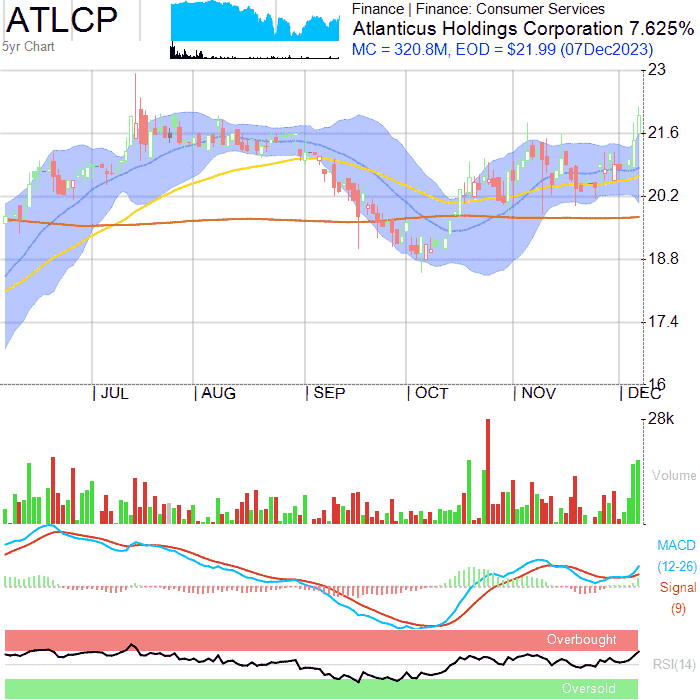 ATLCP
5yr Chart
Finance | Finance: Consumer Services
Atlanticus Holdings Corporation 7.625%
MC = 320.8M, EOD = $21.99 (07Dec2023)
23
21.6
20.2
18.8
17.4
16
JUL AUG SEP OCT NOV DEC
28k
Volume
MACD
(12-26)
Signal
(9)
Overbought
RSI(14)
Oversold